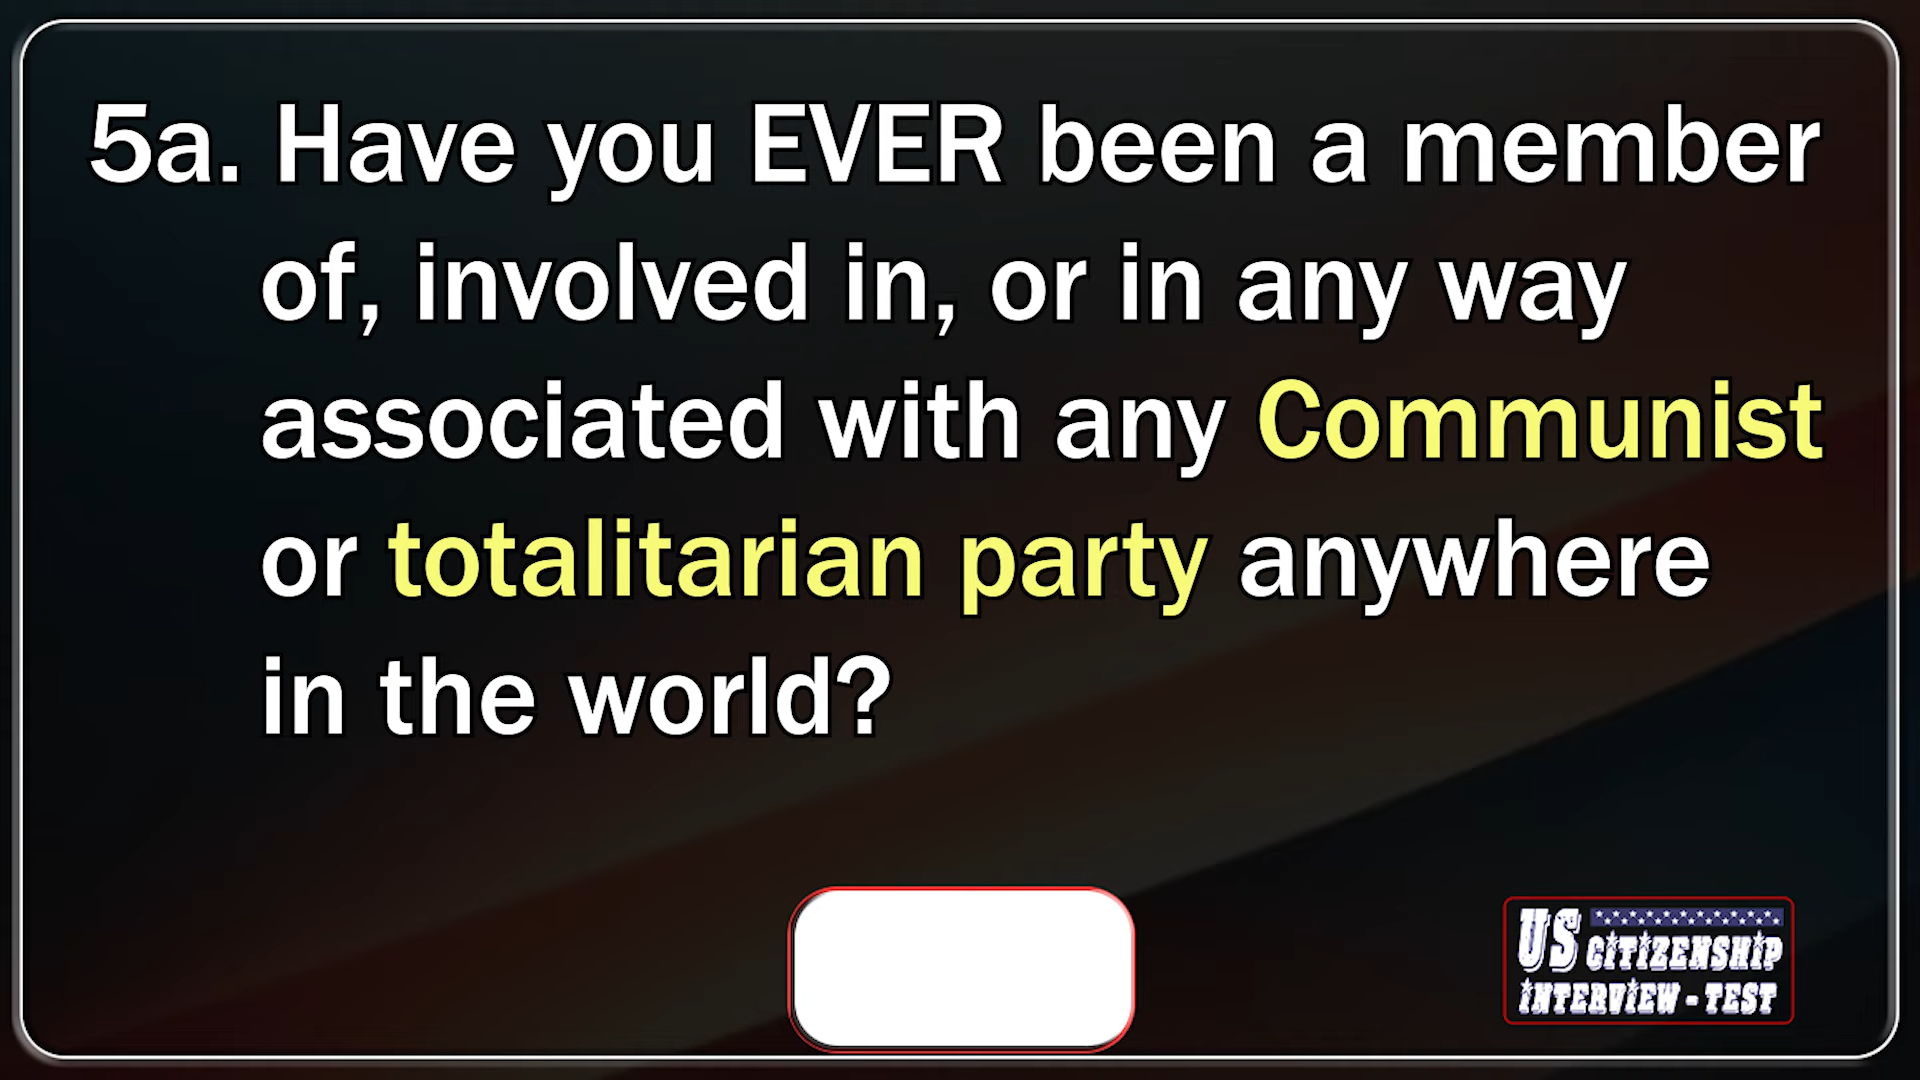 5a. Have you EVER been a member
of, involved in, or in any way
associated with any Communist
or totalitarian party anywhere
in the world?
US CITIZENSHIP
INTERVIEW - TEST